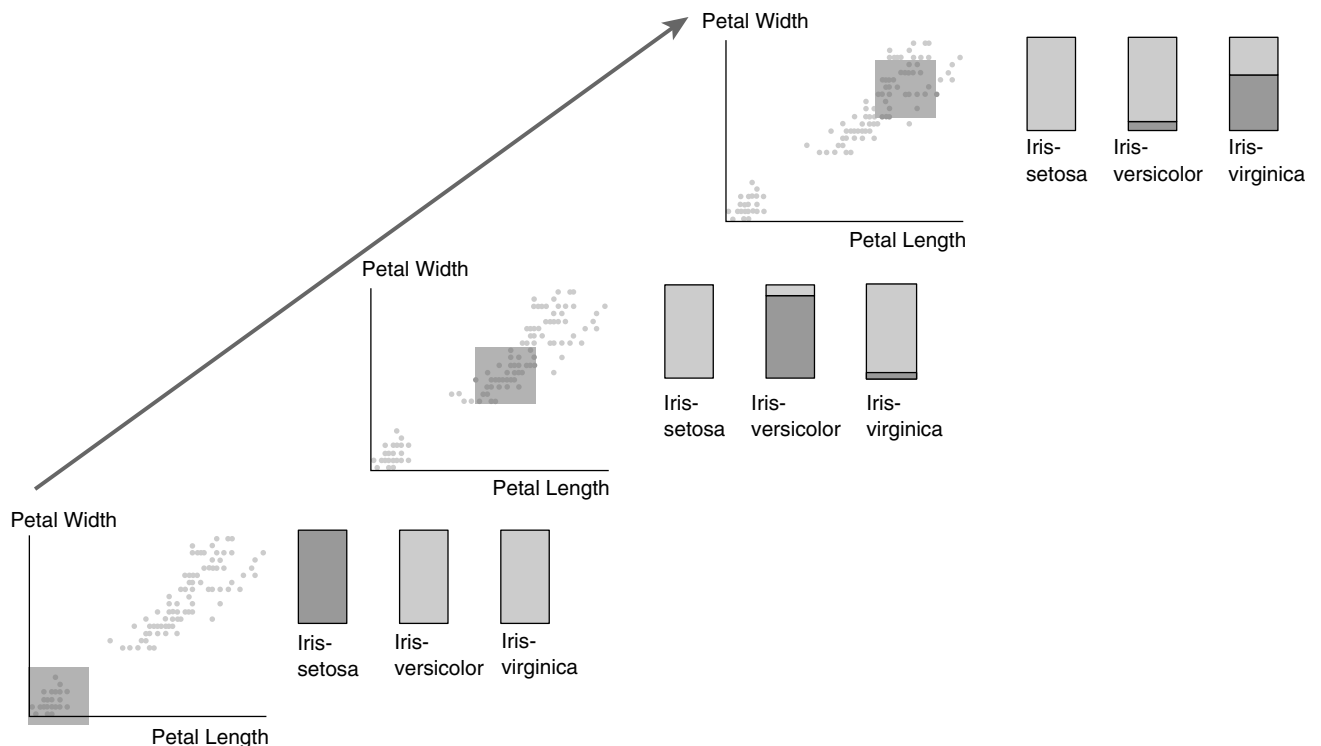 Petal Width
Iris-
setosa
Iris-
versicolor
Iris-
virginica
Petal Length
Petal Width
Iris-
setosa
Iris-
versicolor
Iris-
virginica
Petal Length
Petal Width
Iris-
setosa
Iris-
versicolor
Iris-
virginica
Petal Length